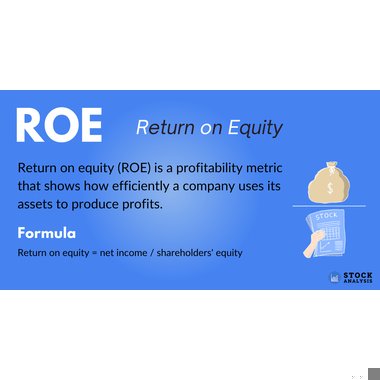 ROE
Return on Equity
Return on equity (ROE) is a profitability metric
that shows how efficiently a company uses its
assets to produce profits.
Formula
Return on equity = net income / shareholders' equity
$
STOCK
STOCK
ANALYSIS